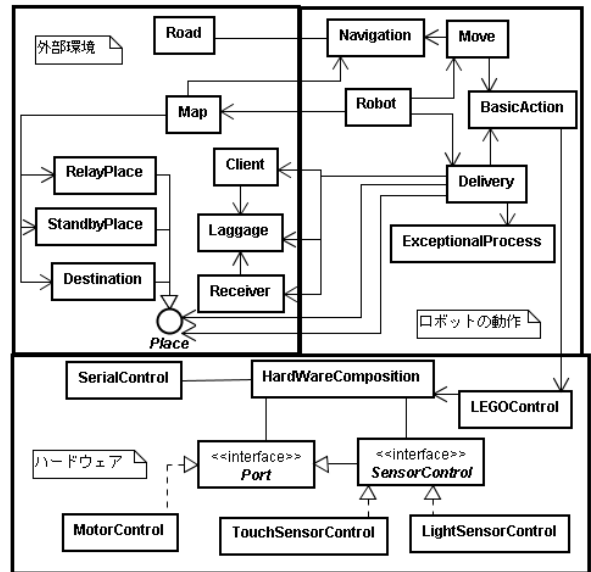 外部環境
Road
Navigation
Move
Map
Robot
BasicAction
RelayPlace
Client
Delivery
StandbyPlace
Laggage
ExceptionalProcess
Destination
Receiver
Place
ロボットの動作
SerialControl
HardWareComposition
LEGOControl
ハードウェア
<<interface>>
Port
<<interface>>
SensorControl
MotorControl
TouchSensorControl
LightSensorControl